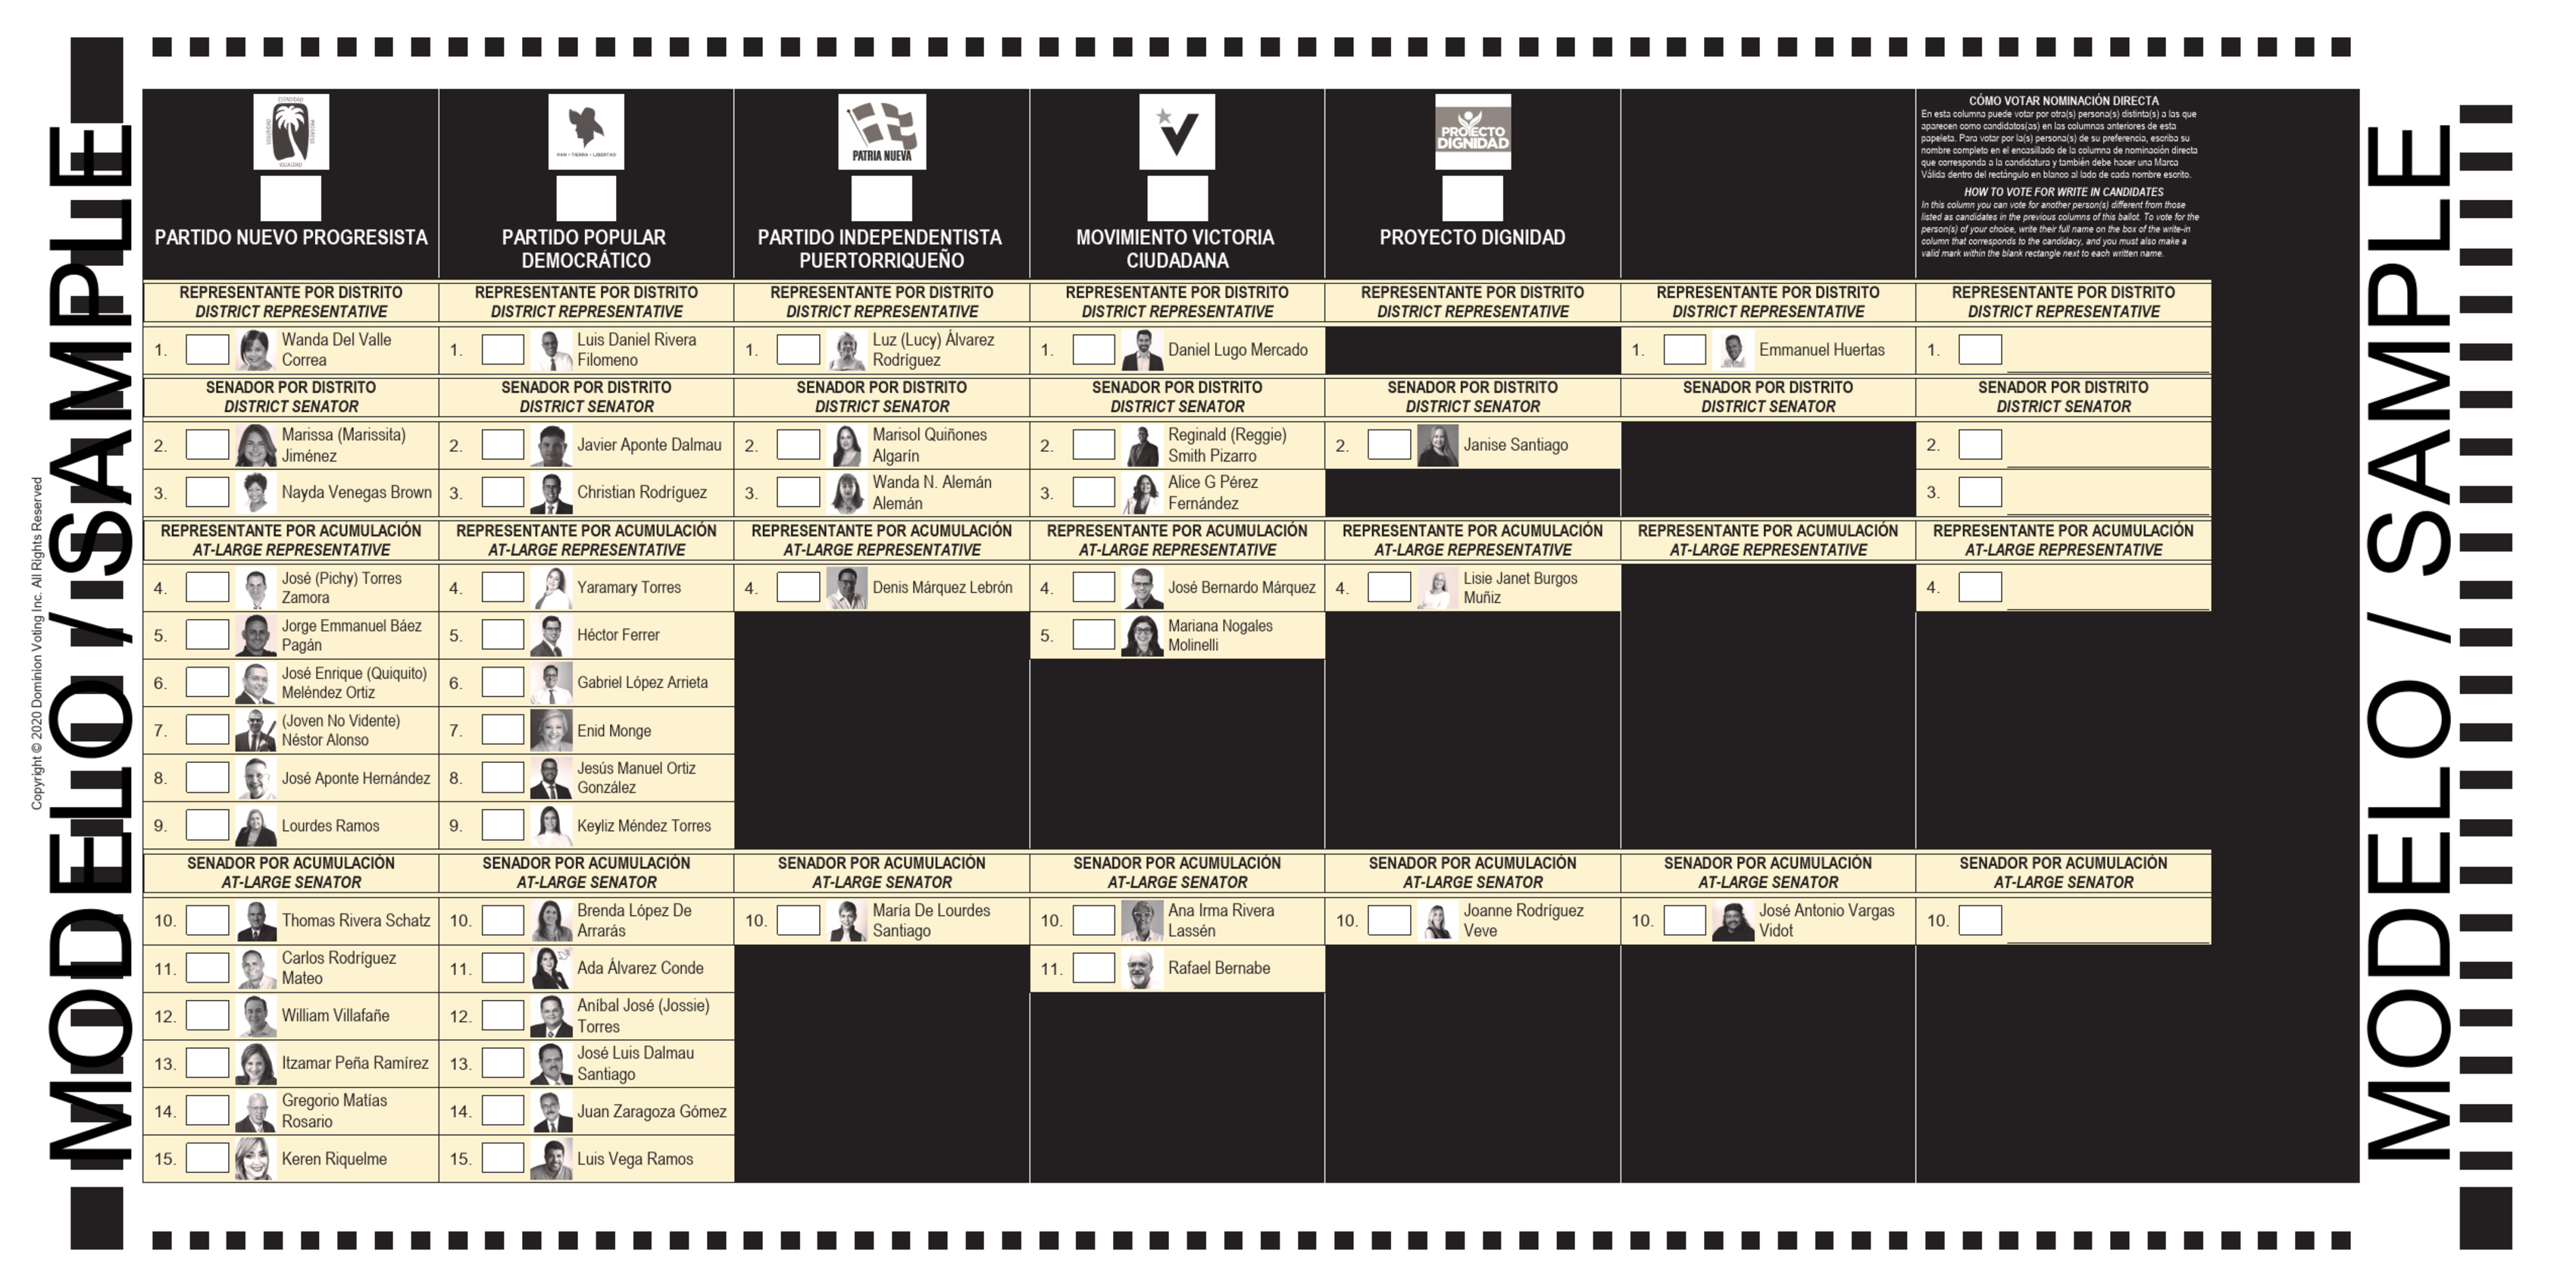 MODELO / SAMPLE
Copyright © 2020 Dominion Voting Inc. All Rights Reserved
ESTADIDAD
SEGURIDAD
PROGRESO
IGUALDAD
PARTIDO NUEVO PROGRESISTA
PAN • TIERRA • LIBERTAD
PARTIDO POPULAR
DEMOCRÁTICO
PATRIA NUEVA
PARTIDO INDEPENDENTISTA
PUERTORRIQUEÑO
MOVIMIENTO VICTORIA
CIUDADANA
PROYECTO
DIGNIDAD
PROYECTO DIGNIDAD
CÓMO VOTAR NOMINACIÓN DIRECTA
En esta columna puede votar por otra(s) persona(s) distinta(s) a las que
aparecen como candidatos(as) en las columnas anteriores de esta
papeleta. Para votar por la(s) persona(s) de su preferencia, escriba su
nombre completo en el encasillado de la columna de nominación directa
que corresponda a la candidatura y también debe hacer una Marca
Válida dentro del rectángulo en blanco al lado de cada nombre escrito.
HOW TO VOTE FOR WRITE IN CANDIDATES
In this column you can vote for another person(s) different from those
listed as candidates in the previous columns of this ballot. To vote for the
person(s) of your choice, write their full name on the box of the write-in
column that corresponds to the candidacy, and you must also make a
valid mark within the blank rectangle next to each written name.
REPRESENTANTE POR DISTRITO
DISTRICT REPRESENTATIVE
1. Wanda Del Valle
Correa
SENADOR POR DISTRITO
DISTRICT SENATOR
2. Marissa (Marissita)
Jiménez
3. Nayda Venegas Brown
REPRESENTANTE POR ACUMULACIÓN
AT-LARGE REPRESENTATIVE
4. José (Pichy) Torres
Zamora
5. Jorge Emmanuel Báez
Pagán
6. José Enrique (Quiquito)
Meléndez Ortiz
7. (Joven No Vidente)
Néstor Alonso
8. José Aponte Hernández
9. Lourdes Ramos
SENADOR POR ACUMULACIÓN
AT-LARGE SENATOR
10. Thomas Rivera Schatz
11. Carlos Rodríguez
Mateo
12. William Villafañe
13. Itzamar Peña Ramírez
14. Gregorio Matías
Rosario
15. Keren Riquelme
REPRESENTANTE POR DISTRITO
DISTRICT REPRESENTATIVE
1. Luis Daniel Rivera
Filomeno
SENADOR POR DISTRITO
DISTRICT SENATOR
2. Javier Aponte Dalmau
3. Christian Rodríguez
REPRESENTANTE POR ACUMULACIÓN
AT-LARGE REPRESENTATIVE
4. Yaramary Torres
5. Héctor Ferrer
6. Gabriel López Arrieta
7. Enid Monge
8. Jesús Manuel Ortiz
González
9. Keyliz Méndez Torres
SENADOR POR ACUMULACIÓN
AT-LARGE SENATOR
10. Brenda López De
Arrarás
11. Ada Álvarez Conde
12. Aníbal José (Jossie)
Torres
13. José Luis Dalmau
Santiago
14. Juan Zaragoza Gómez
15. Luis Vega Ramos
REPRESENTANTE POR DISTRITO
DISTRICT REPRESENTATIVE
1. Luz (Lucy) Álvarez
Rodríguez
SENADOR POR DISTRITO
DISTRICT SENATOR
2. Marisol Quiñones
Algarín
3. Wanda N. Alemán
Alemán
REPRESENTANTE POR ACUMULACIÓN
AT-LARGE REPRESENTATIVE
4. Denis Márquez Lebrón
SENADOR POR ACUMULACIÓN
AT-LARGE SENATOR
10. María De Lourdes
Santiago
REPRESENTANTE POR DISTRITO
DISTRICT REPRESENTATIVE
1. Daniel Lugo Mercado
SENADOR POR DISTRITO
DISTRICT SENATOR
2. Reginald (Reggie)
Smith Pizarro
3. Alice G Pérez
Fernández
REPRESENTANTE POR ACUMULACIÓN
AT-LARGE REPRESENTATIVE
4. José Bernardo Márquez
5. Mariana Nogales
Molinelli
SENADOR POR ACUMULACIÓN
AT-LARGE SENATOR
10. Ana Irma Rivera
Lassén
11. Rafael Bernabe
REPRESENTANTE POR DISTRITO
DISTRICT REPRESENTATIVE
SENADOR POR DISTRITO
DISTRICT SENATOR
2. Janise Santiago
REPRESENTANTE POR ACUMULACIÓN
AT-LARGE REPRESENTATIVE
4. Lisie Janet Burgos
Muñiz
SENADOR POR ACUMULACIÓN
AT-LARGE SENATOR
10. Joanne Rodríguez
Veve
REPRESENTANTE POR DISTRITO
DISTRICT REPRESENTATIVE
1. Emmanuel Huertas
SENADOR POR DISTRITO
DISTRICT SENATOR
REPRESENTANTE POR ACUMULACIÓN
AT-LARGE REPRESENTATIVE
SENADOR POR ACUMULACIÓN
AT-LARGE SENATOR
10. José Antonio Vargas
Vidot
REPRESENTANTE POR DISTRITO
DISTRICT REPRESENTATIVE
1.
SENADOR POR DISTRITO
DISTRICT SENATOR
2.
3.
REPRESENTANTE POR ACUMULACIÓN
AT-LARGE REPRESENTATIVE
4.
SENADOR POR ACUMULACIÓN
AT-LARGE SENATOR
10.
MODELO / SAMPLE